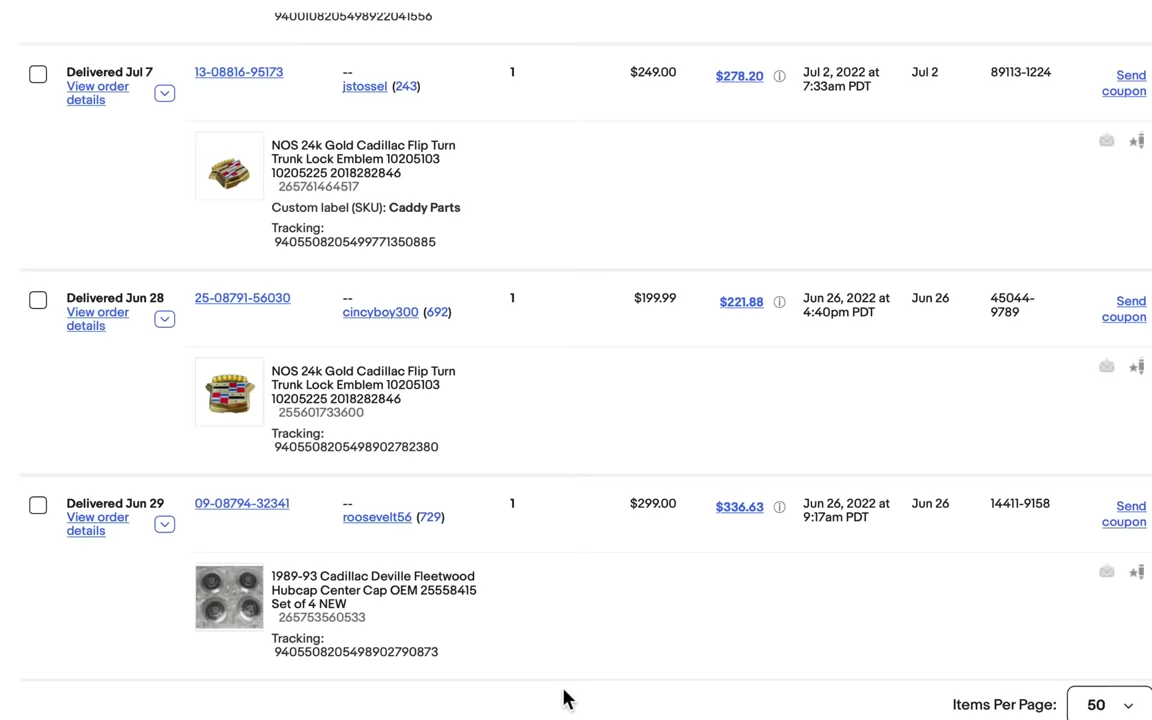 9400108205498922041556
Delivered Jul 7
View order
details
13-08816-95173
--
jstossel (243)
1
$249.00
$278.20
Jul 2, 2022 at
7:33am PDT
Jul 2
89113-1224
Send
coupon
NOS 24k Gold Cadillac Flip Turn
Trunk Lock Emblem 10205103
10205225 2018282846
265761464517
Custom label (SKU): Caddy Parts
Tracking:
9405508205499771350885
Delivered Jun 28
View order
details
25-08791-56030
--
cincyboy300 (692)
1
$199.99
$221.88
Jun 26, 2022 at
4:40pm PDT
Jun 26
45044-
9789
Send
coupon
NOS 24k Gold Cadillac Flip Turn
Trunk Lock Emblem 10205103
10205225 2018282846
255601733600
Tracking:
9405508205498902782380
Delivered Jun 29
View order
details
09-08794-32341
--
roosevelt56 (729)
1
$299.00
$336.63
Jun 26, 2022 at
9:17am PDT
Jun 26
14411-9158
Send
coupon
1989-93 Cadillac Deville Fleetwood
Hubcap Center Cap OEM 25558415
Set of 4 NEW
265753560533
Tracking:
9405508205498902790873
Items Per Page: 50